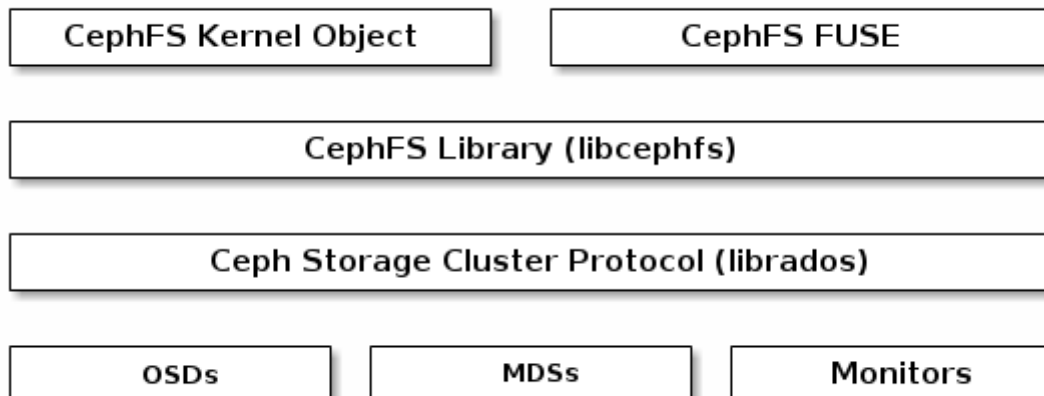 CephFS Kernel Object
CephFS FUSE
CephFS Library (libcephfs)
Ceph Storage Cluster Protocol (librados)
OSDs
MDSs
Monitors